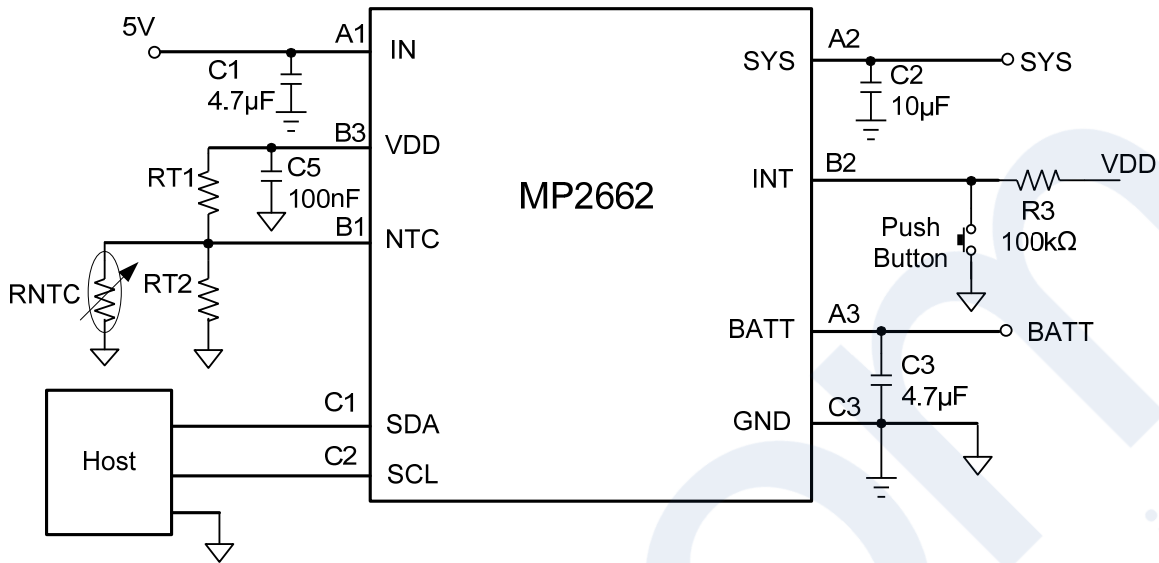 5V
A1
IN
C1
4.7µF
B3
VDD
RT1
C5
100nF
B1
NTC
RNTC
RT2
Host
C1
SDA
C2
SCL
MP2662
A2
SYS
SYS
C2
10µF
B2
INT
VDD
R3
100kΩ
Push
Button
A3
BATT
BATT
C3
4.7µF
C3
GND